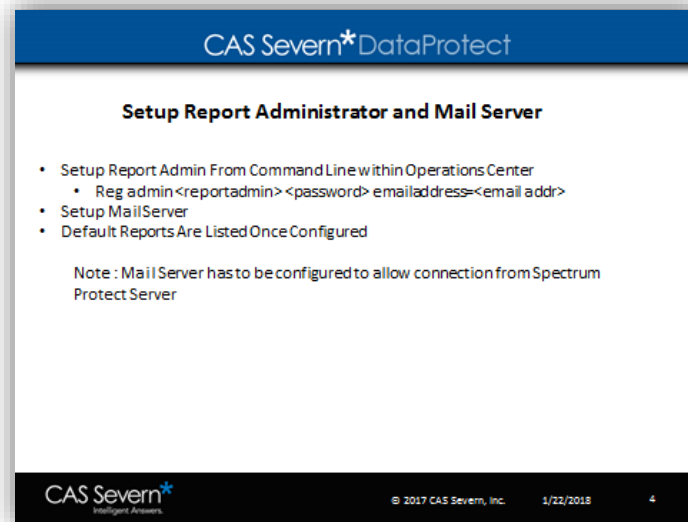 CAS Severn* DataProtect
Setup Report Administrator and Mail Server
• Setup Report Admin From Command Line within Operations Center
• Reg admin <reportadmin> <password> emailaddress=<email addr>
• Setup Mail Server
• Default Reports Are Listed Once Configured
Note : Mail Server has to be configured to allow connection from Spectrum
Protect Server
CAS Severn*
Intelligent Answers.
© 2017 CAS Severn, Inc. 1/22/2018 4